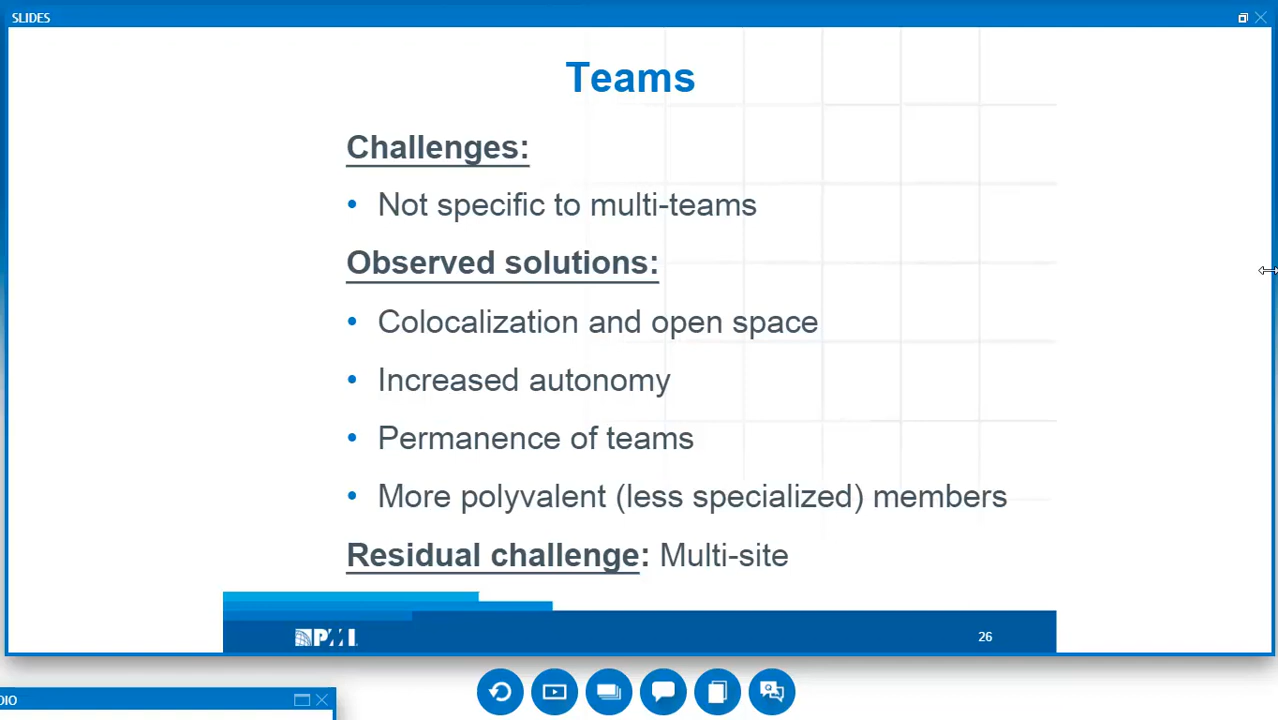 SLIDES
Teams
Challenges:
• Not specific to multi-teams
Observed solutions:
• Colocalization and open space
• Increased autonomy
• Permanence of teams
• More polyvalent (less specialized) members
Residual challenge: Multi-site
PMI
26
DIO